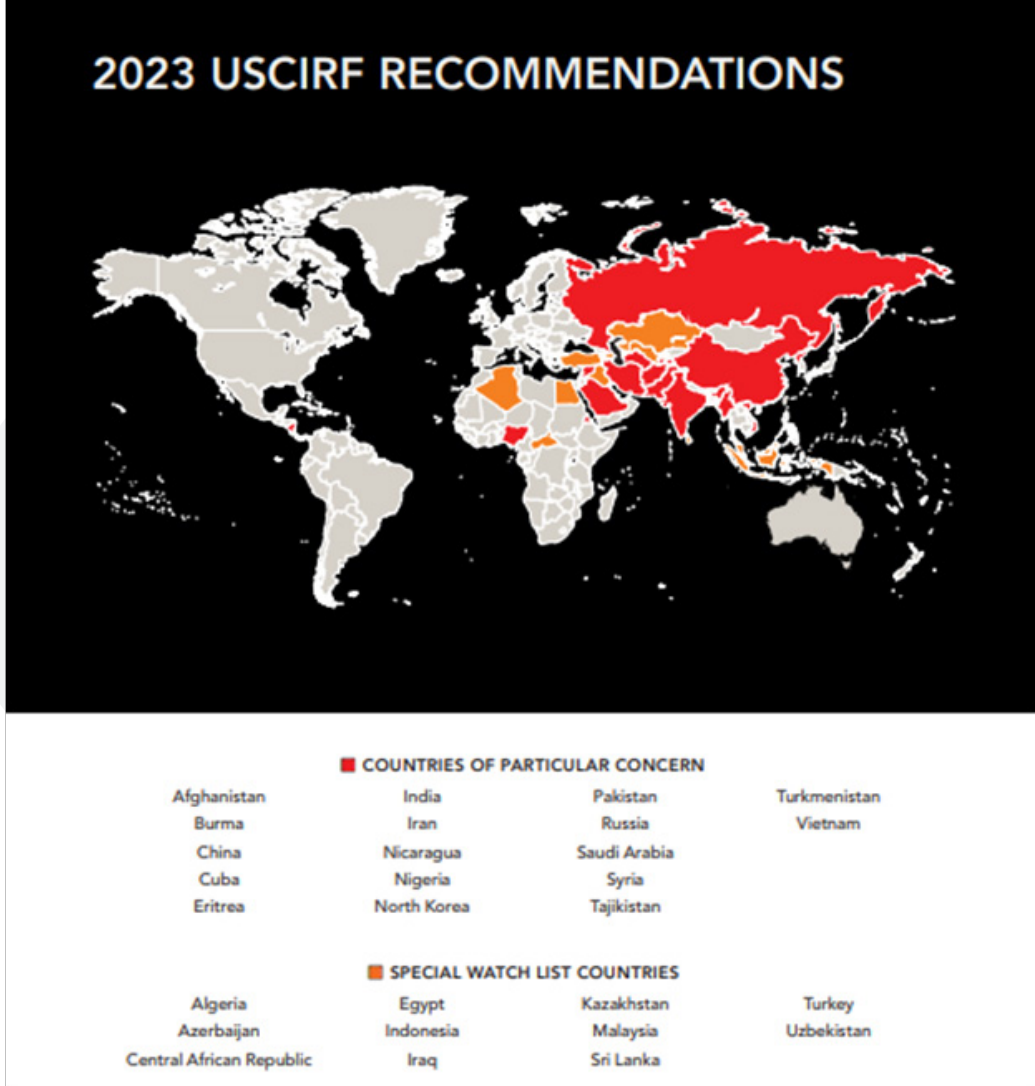 2023 USCIRF RECOMMENDATIONS
COUNTRIES OF PARTICULAR CONCERN
Afghanistan India Pakistan Turkmenistan
Burma Iran Russia Vietnam
China Nicaragua Saudi Arabia
Cuba Nigeria Syria
Eritrea North Korea Tajikistan
SPECIAL WATCH LIST COUNTRIES
Algeria Egypt Kazakhstan Turkey
Azerbaijan Indonesia Malaysia Uzbekistan
Central African Republic Iraq Sri Lanka